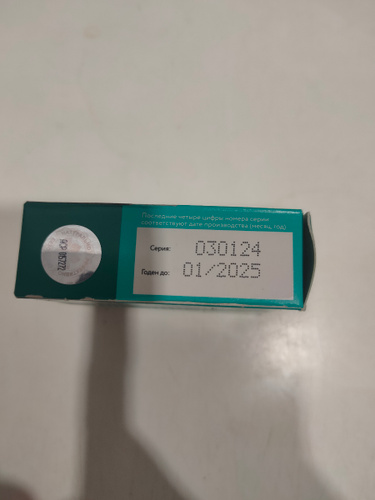 Последние четыре цифры номера серии
соответствуют дате производства (месяц, год)
Серия: 030124
Годен до: 01/2025